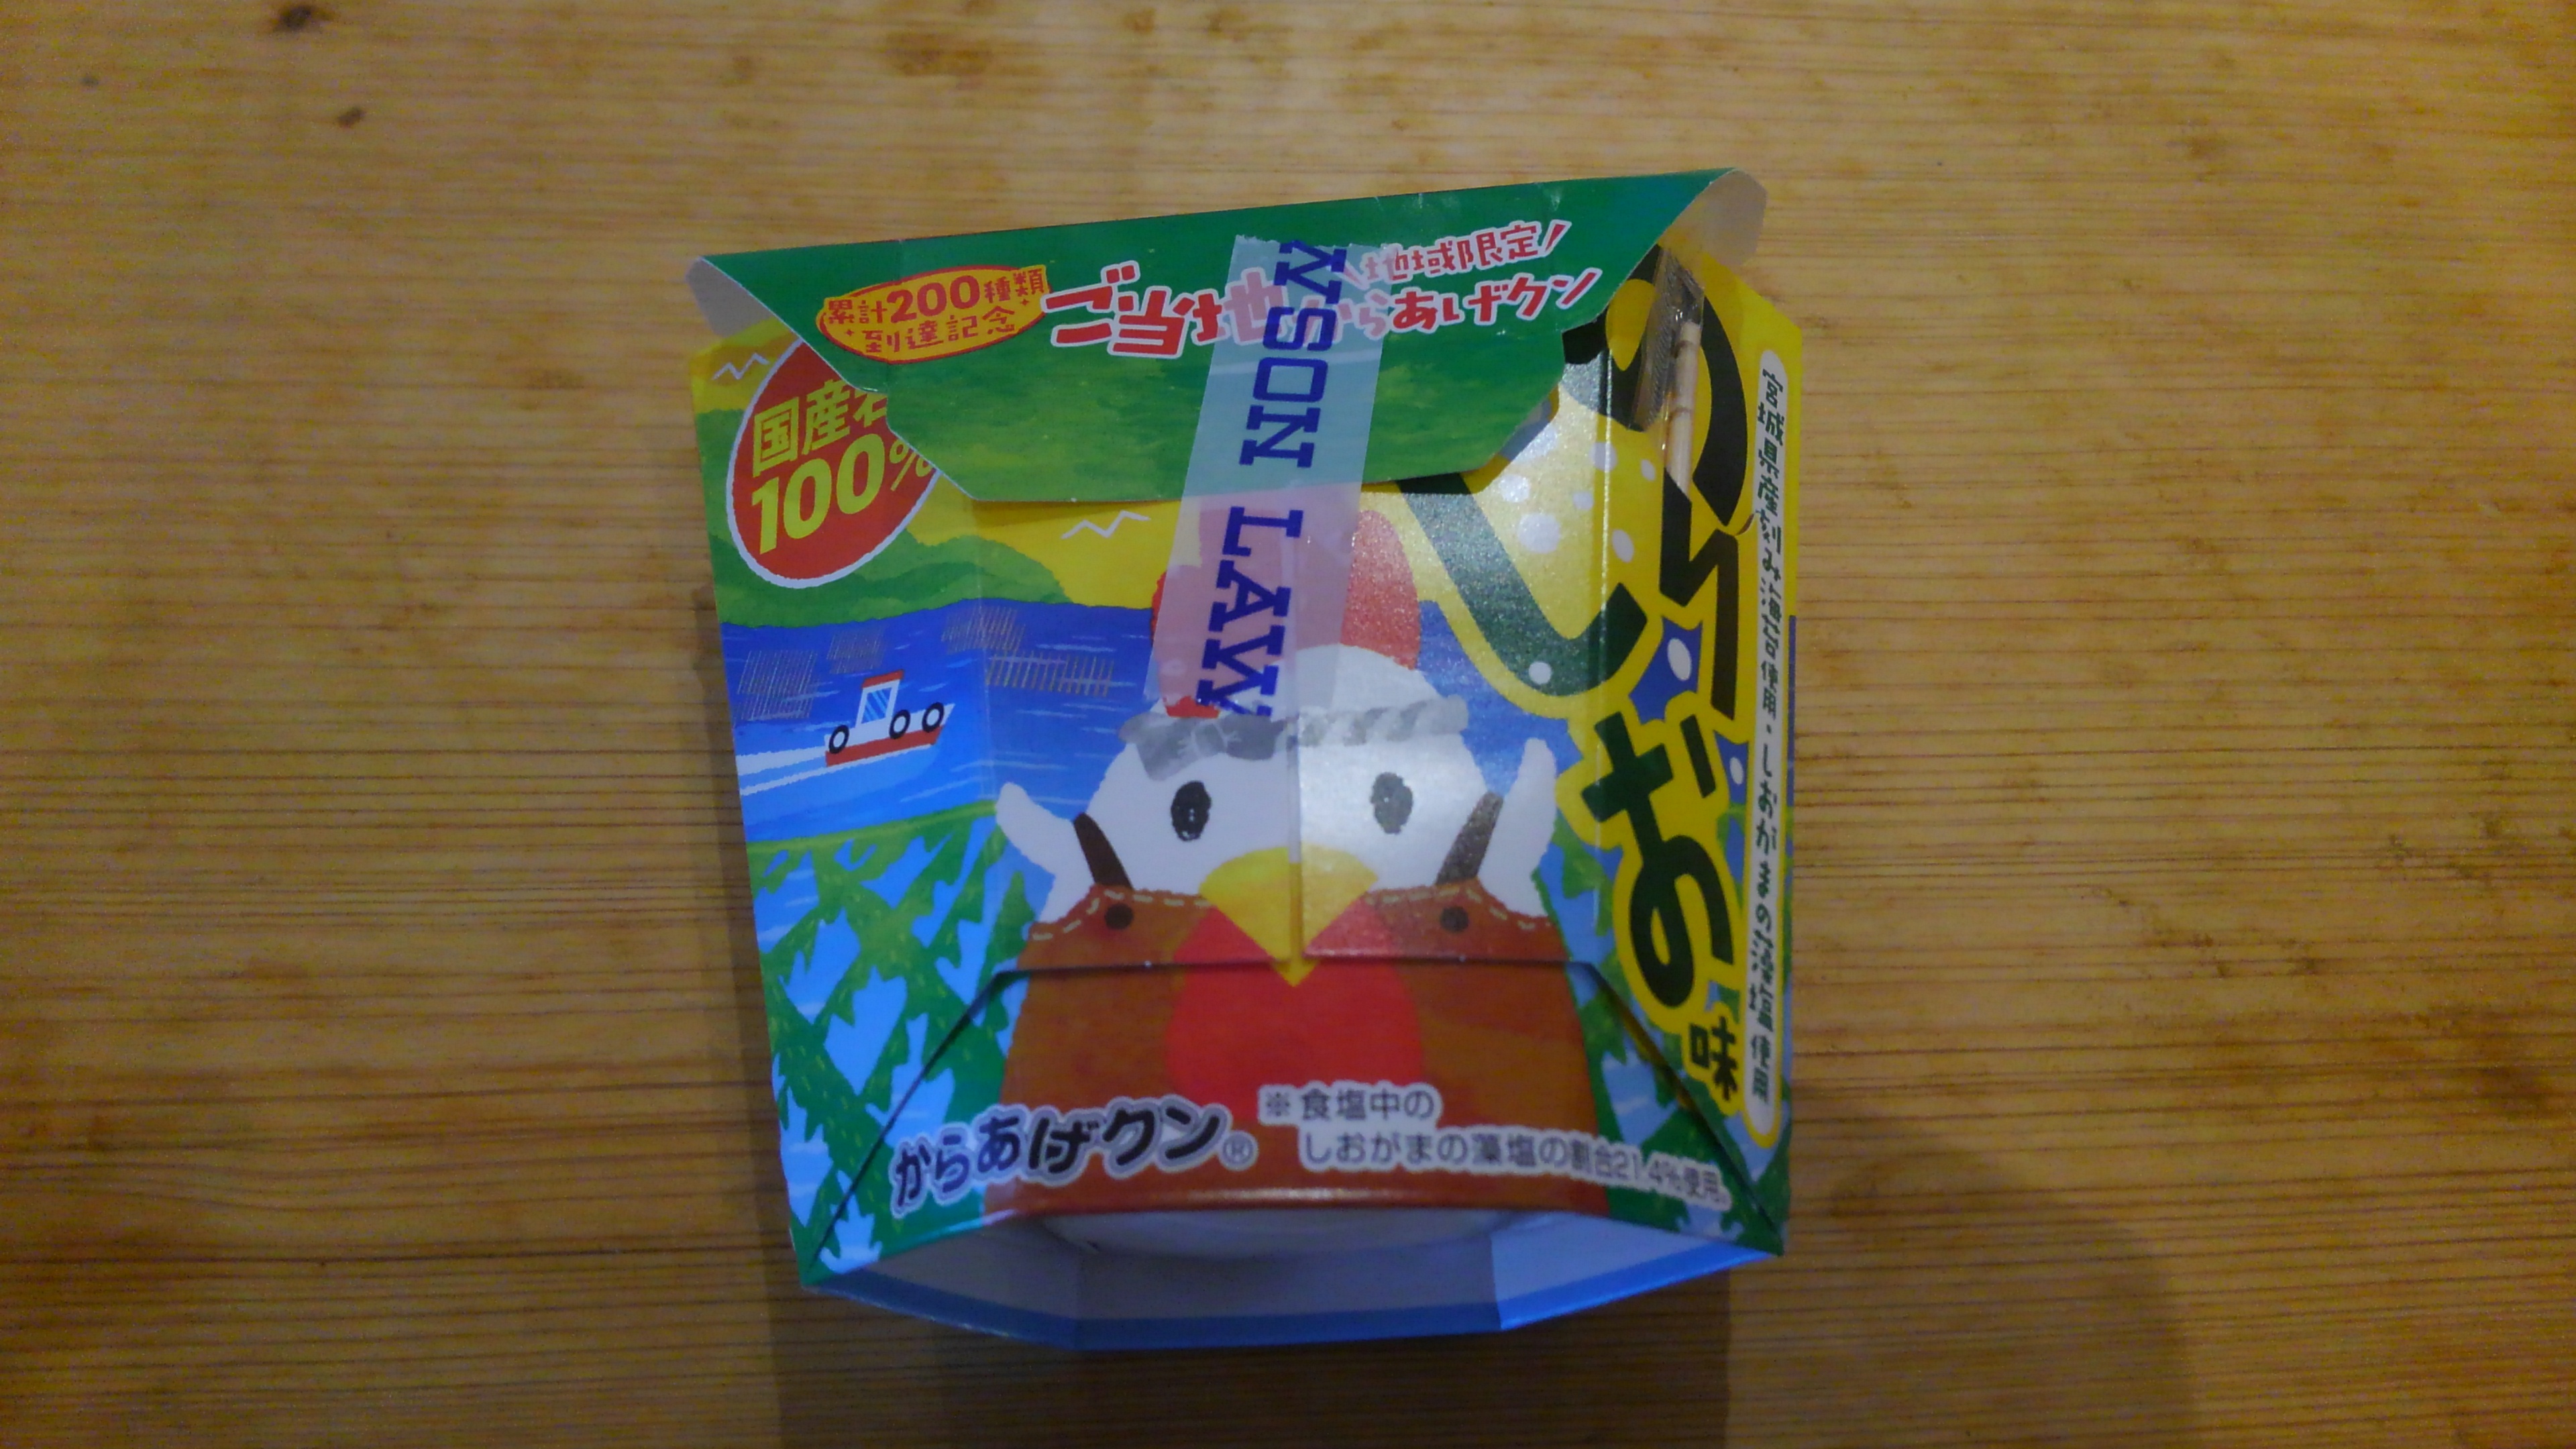 累計200種類
到達記念
地域限定!
ご当地からあげクン
NSON LAW
国産若
100%
のりしお
味
宮城県産刻み海苔使用・しおがまの藻塩使用
からあげクン®
※食塩中の
しおがまの藻塩の割合21.4%使用。